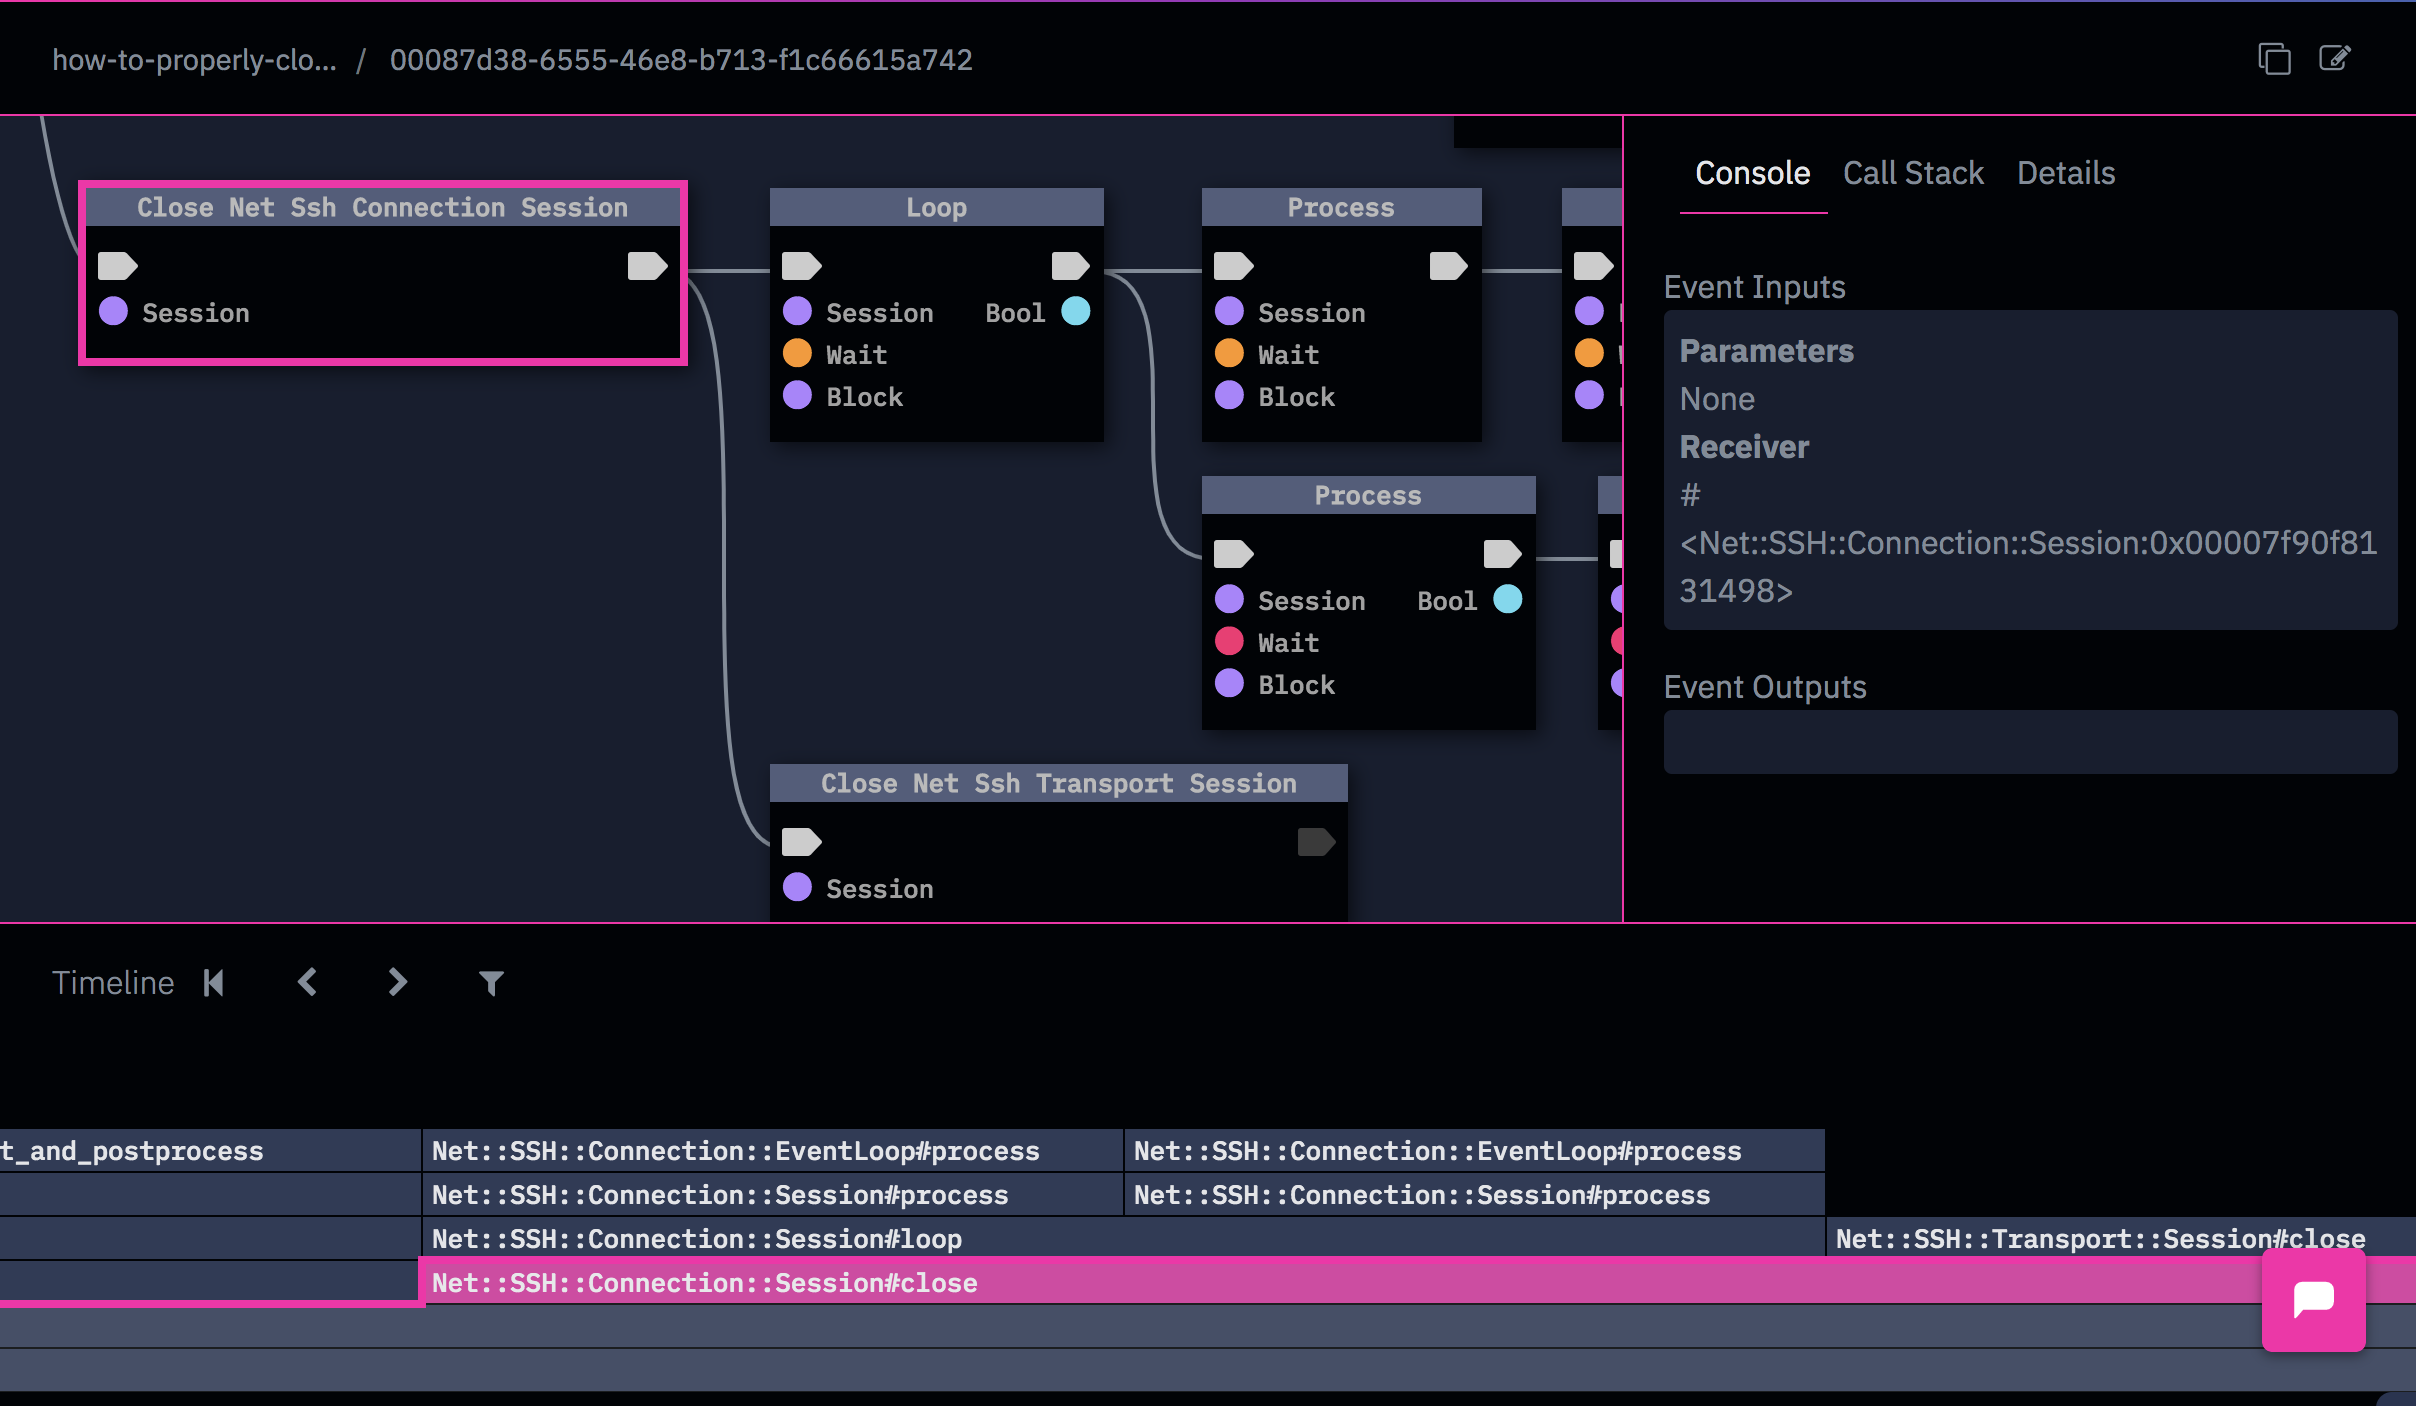 how-to-properly-clo... / 00087d38-6555-46e8-b713-f1c66615a742
Close Net Ssh Connection Session
Session
Loop
Session Bool
Wait
Block
Process
Session
Wait
Block
Process
Session Bool
Wait
Block
Close Net Ssh Transport Session
Session
Console Call Stack Details
Event Inputs
Parameters
None
Receiver
#
<Net::SSH::Connection::Session:0x00007f90f81
31498>
Event Outputs
Timeline
t_and_postprocess Net::SSH::Connection::EventLoop#process Net::SSH::Connection::EventLoop#process
Net::SSH::Connection::Session#process Net::SSH::Connection::Session#process
Net::SSH::Connection::Session#loop Net::SSH::Transport::Session#close
Net::SSH::Connection::Session#close